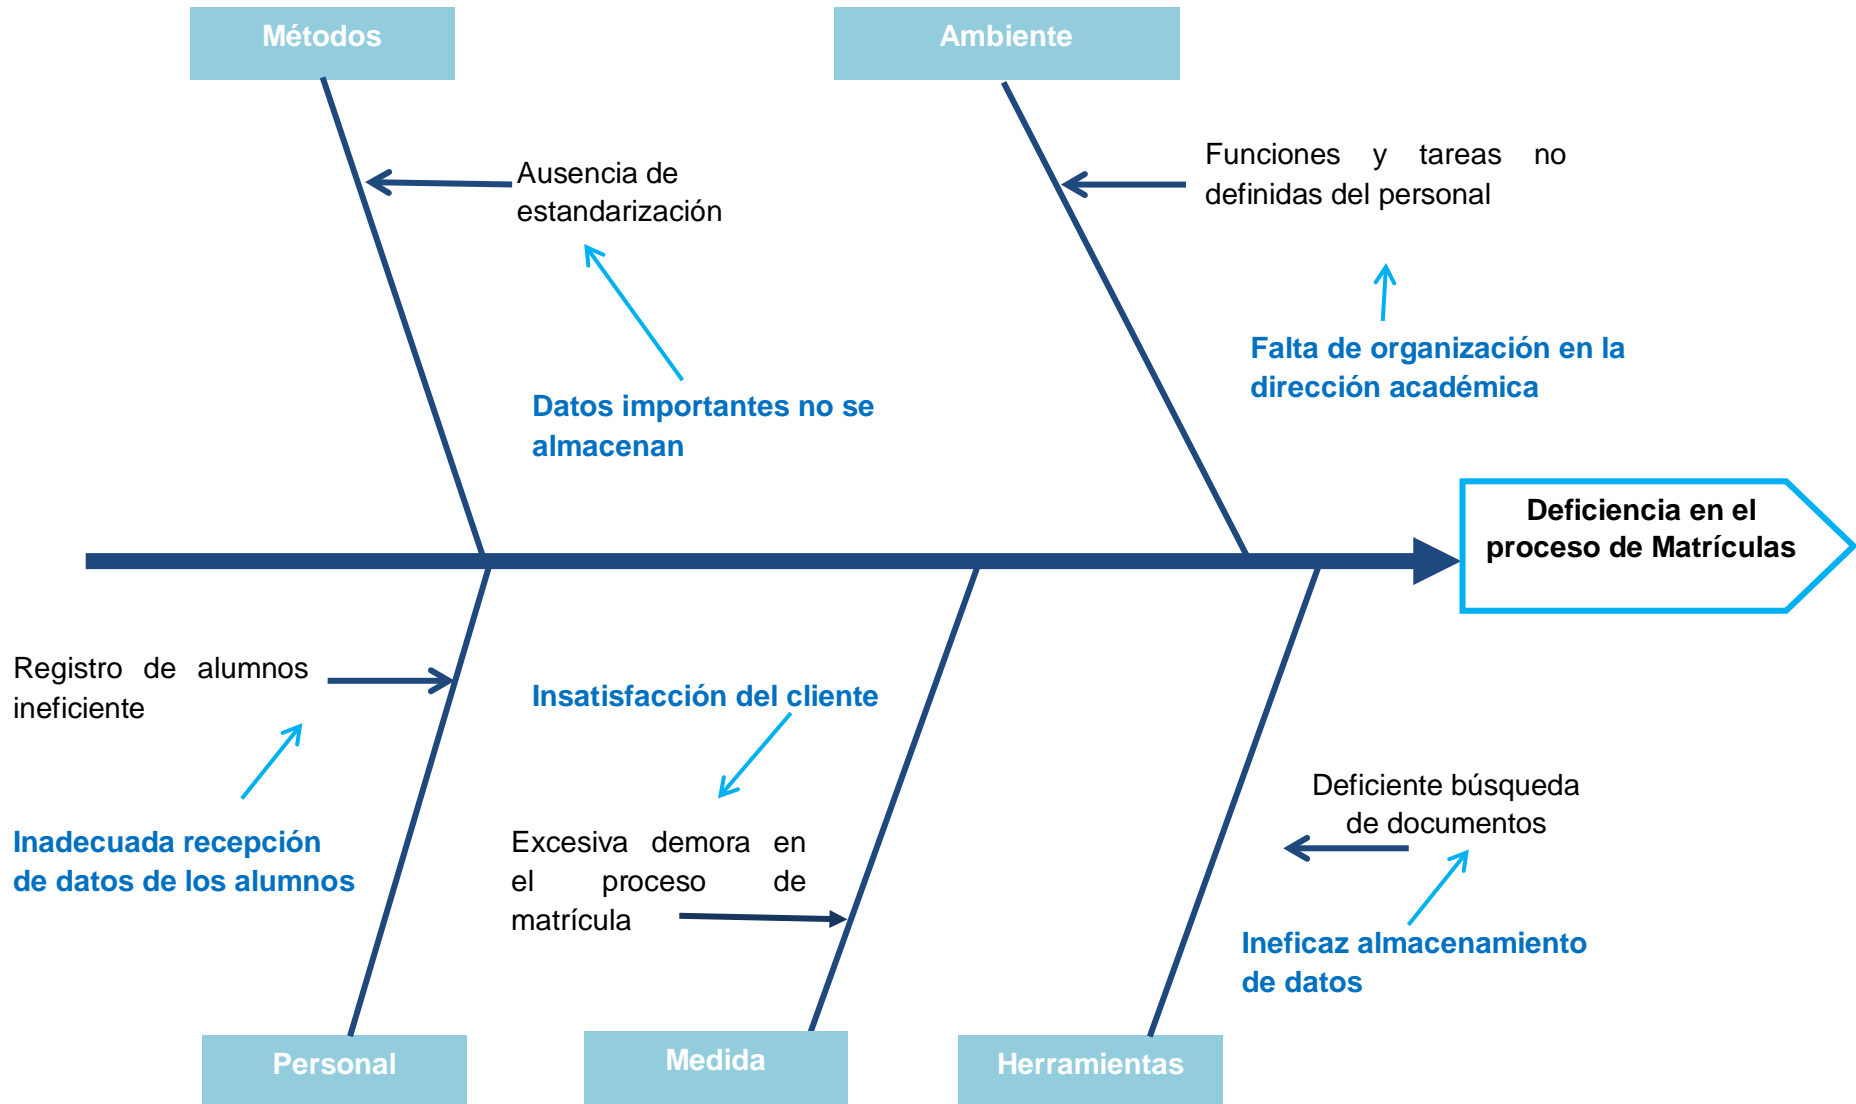 Métodos
Ambiente
Ausencia de
estandarización
Funciones y tareas no
definidas del personal
Datos importantes no se
almacenan
Falta de organización en la
dirección académica
Deficiencia en el
proceso de Matrículas
Registro de alumnos
ineficiente
Inadecuada recepción
de datos de los alumnos
Insatisfacción del cliente
Excesiva demora en
el proceso de
matrícula
Deficiente búsqueda
de documentos
Ineficaz almacenamiento
de datos
Personal
Medida
Herramientas